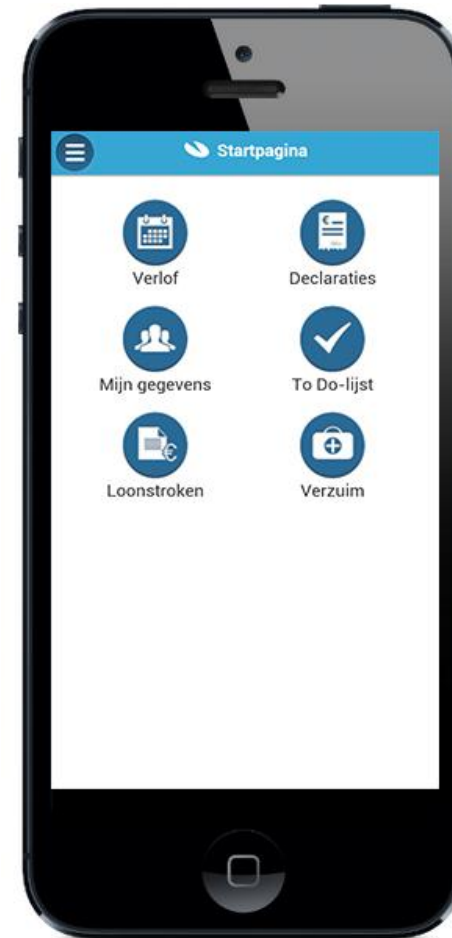 Startpagina
Verlof
Declaraties
Mijn gegevens
To Do-lijst
Loonstroken
Verzuim